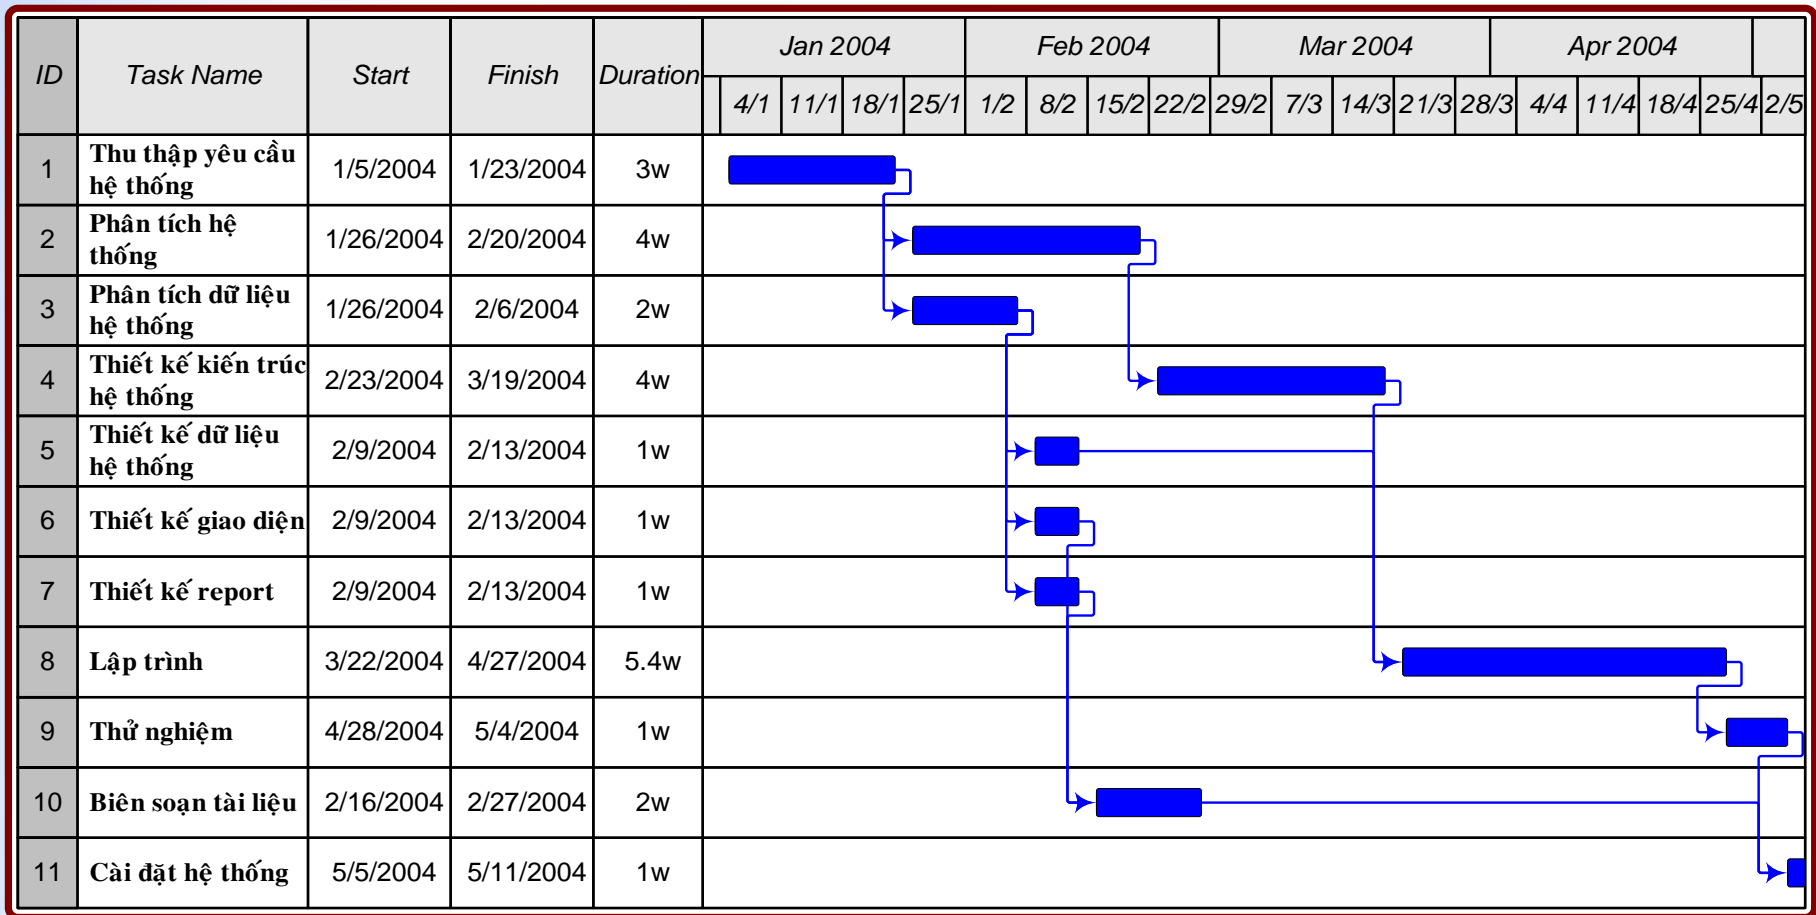 ID Task Name Start Finish Duration Jan 2004 Feb 2004 Mar 2004 Apr 2004
4/1 11/1 18/1 25/1 1/2 8/2 15/2 22/2 29/2 7/3 14/3 21/3 28/3 4/4 11/4 18/4 25/4 2/5
1 Thu thập yêu cầu
hệ thống 1/5/2004 1/23/2004 3w
2 Phân tích hệ
thống 1/26/2004 2/20/2004 4w
3 Phân tích dữ liệu
hệ thống 1/26/2004 2/6/2004 2w
4 Thiết kế kiến trúc
hệ thống 2/23/2004 3/19/2004 4w
5 Thiết kế dữ liệu
hệ thống 2/9/2004 2/13/2004 1w
6 Thiết kế giao diện 2/9/2004 2/13/2004 1w
7 Thiết kế report 2/9/2004 2/13/2004 1w
8 Lập trình 3/22/2004 4/27/2004 5.4w
9 Thử nghiệm 4/28/2004 5/4/2004 1w
10 Biên soạn tài liệu 2/16/2004 2/27/2004 2w
11 Cài đặt hệ thống 5/5/2004 5/11/2004 1w